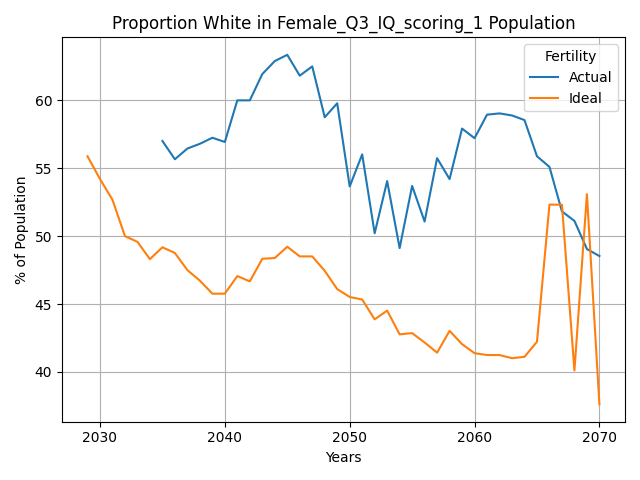 Proportion White in Female_Q3_IQ_scoring_1 Population
Fertility
Actual
Ideal
% of Population
60
55
50
45
40
2030
2040
2050
2060
2070
Years